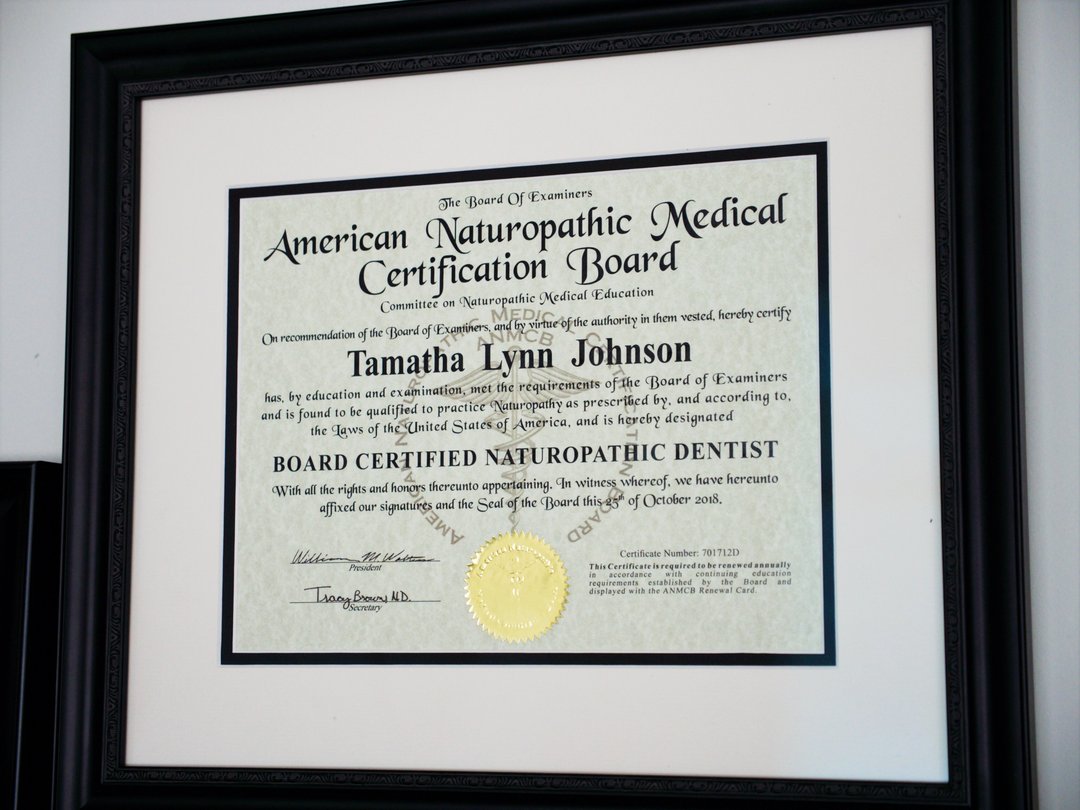 The Board Of Examiners
American Naturopathic Medical
Certification Board
Committee on Naturopathic Medical Education
On recommendation of the Board of Examiners, and by virtue of the authority in them vested, hereby certify
Tamatha Lynn Johnson
has, by education and examination, met the requirements of the Board of Examiners
and is found to be qualified to practice Naturopathy as prescribed by, and according to,
the Laws of the United States of America, and is hereby designated
BOARD CERTIFIED NATUROPATHIC DENTIST
With all the rights and honors thereunto appertaining. In witness whereof, we have hereunto
affixed our signatures and the Seal of the Board this 25th of October 2018.
AMERICAN NATUROPATHIC MEDICAL CERTIFICATION BOARD
ANMCB
William M.
President
Tracy Brown, N.D.
Secretary
Certificate Number: 701712D
This Certificate is required to be renewed annually
in accordance with continuing education
requirements established by the Board and
displayed with the ANMCB Renewal Card.